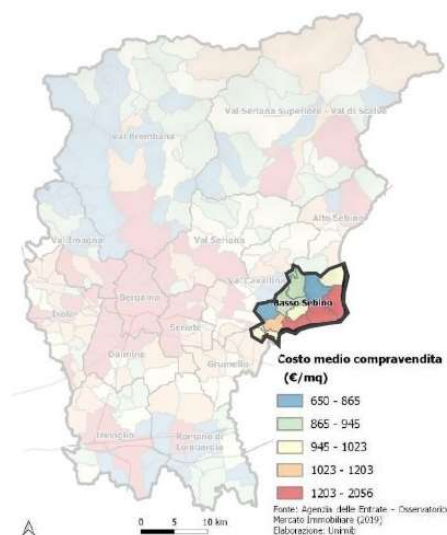 Val Seriana Superiore - Val di Scalve
Val Brembana
Alto Sebino
Val Imagna
Val Seriana
Val Cavallina
Basso Sebino
Bergamo
Isola
Seriate
Dalmine
Grumello
Treviglio
Romano di
Lombardia
Costo medio compravendita
(€/mq)
650 - 865
865 - 945
945 - 1023
1023 - 1203
1203 - 2056
Fonte: Agenzia delle Entrate - Osservatorio
Mercato Immobiliare (2019)
Elaborazione: Unimib
0 5 10 km